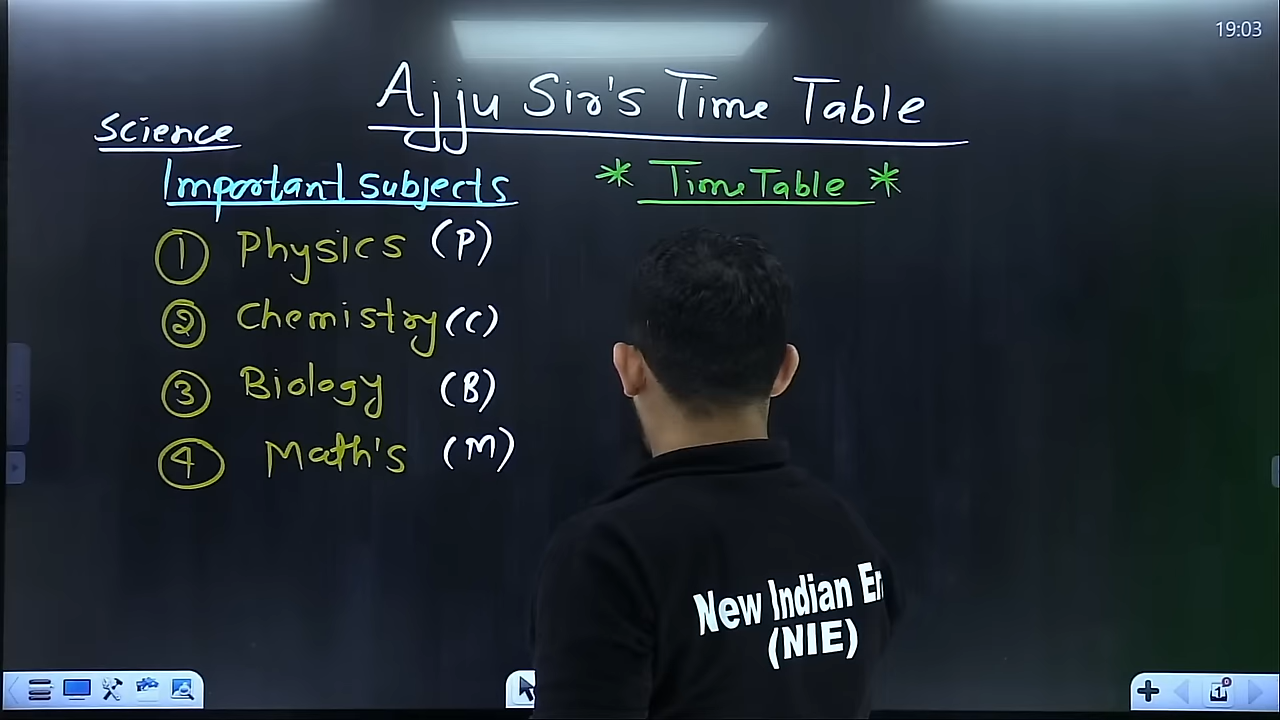 19:03
Ajju Sir's Time Table
Science
Important Subjects
* Time Table *
1 Physics (P)
2 Chemistry (C)
3 Biology (B)
4 Math's (M)
New Indian
(NIE)
1